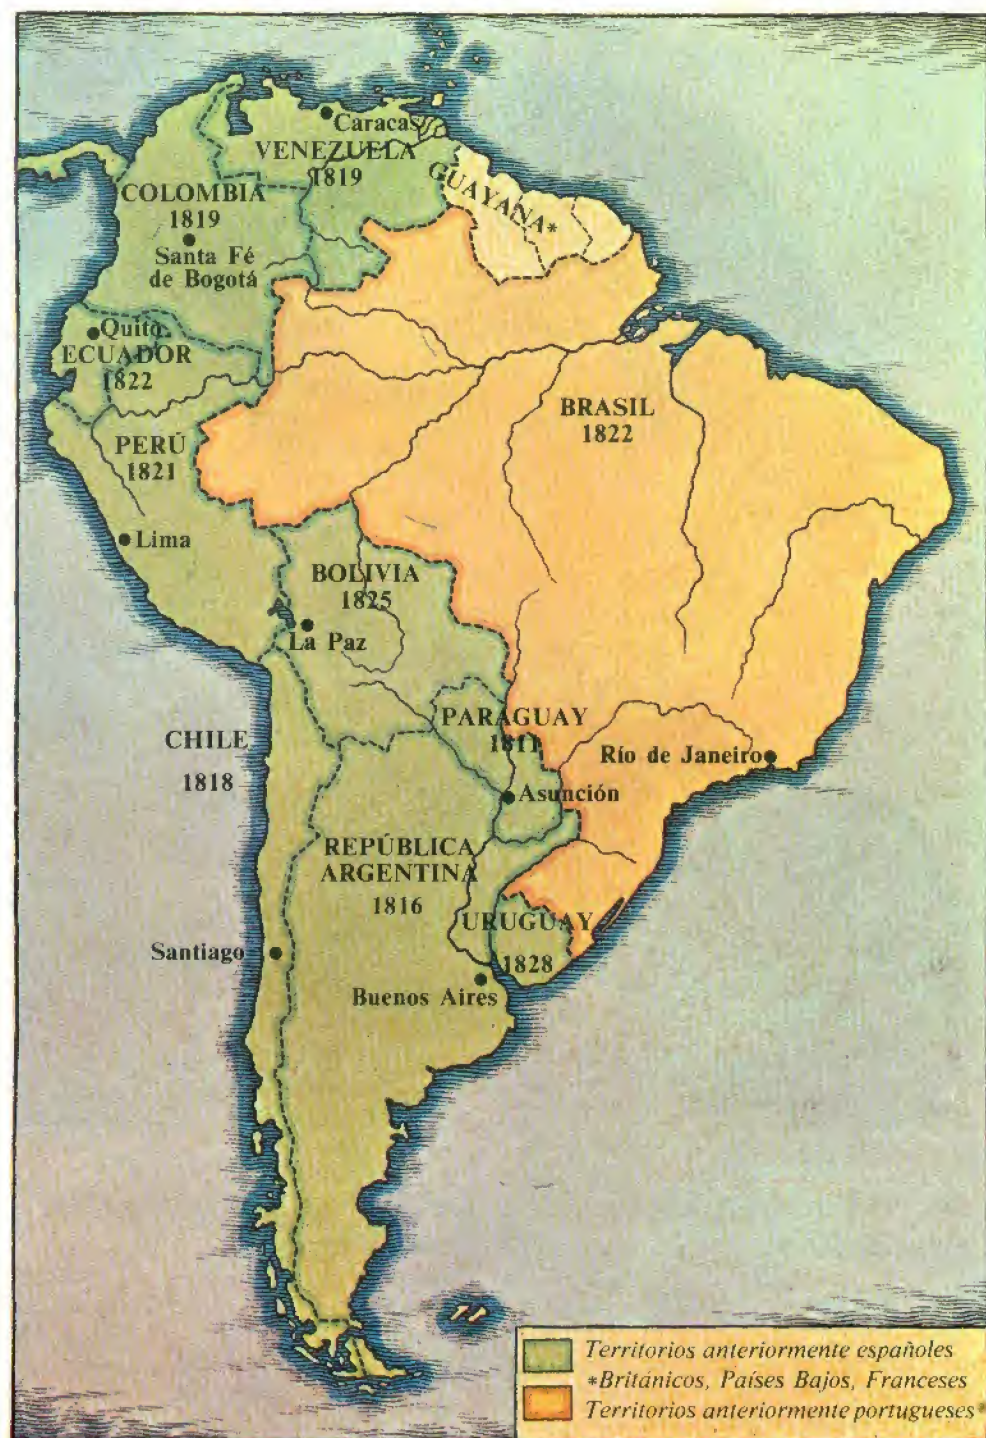 Caracas
VENEZUELA
1819
GUAYANA*
COLOMBIA
1819
Santa Fé
de Bogotá
Quito
ECUADOR
1822
BRASIL
1822
PERÚ
1821
Lima
BOLIVIA
1825
La Paz
PARAGUAY
1811
CHILE
1818
Río de Janeiro
Asunción
REPÚBLICA
ARGENTINA
1816
URUGUAY
1828
Santiago
Buenos Aires
Territorios anteriormente españoles
*Británicos, Países Bajos, Franceses
Territorios anteriormente portugueses